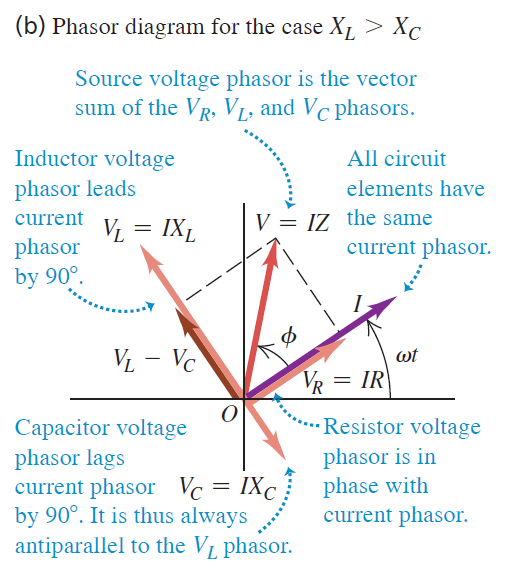 (b) Phasor diagram for the case X_L > X_C
Source voltage phasor is the vector
sum of the V_R, V_L, and V_C phasors.
Inductor voltage
phasor leads
current
phasor
by 90°.
All circuit
elements have
the same
current phasor.
V_L = IX_L
V = IZ
I
ϕ
ωt
V_L − V_C
V_R = IR
O
Capacitor voltage
phasor lags
current phasor
by 90°. It is thus always
antiparallel to the V_L phasor.
V_C = IX_C
Resistor voltage
phasor is in
phase with
current phasor.